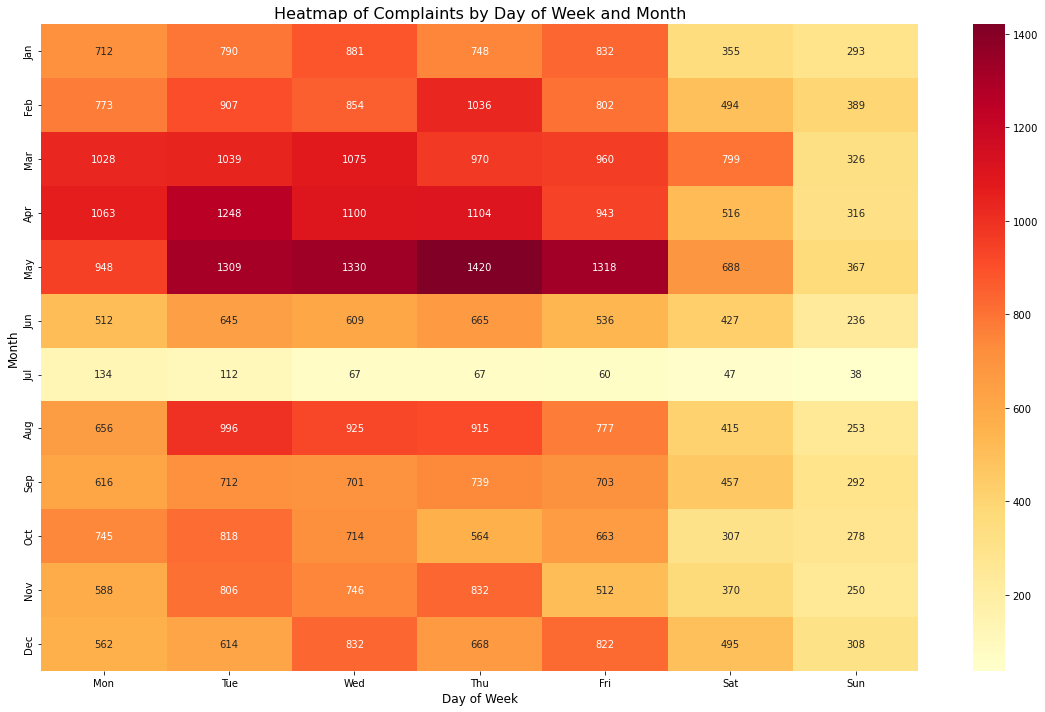 Heatmap of Complaints by Day of Week and Month
Jan 712 790 881 748 832 355 293
Feb 773 907 854 1036 802 494 389
Mar 1028 1039 1075 970 960 799 326
Apr 1063 1248 1100 1104 943 516 316
May 948 1309 1330 1420 1318 688 367
Jun 512 645 609 665 536 427 236
Jul 134 112 67 67 60 47 38
Aug 656 996 925 915 777 415 253
Sep 616 712 701 739 703 457 292
Oct 745 818 714 564 663 307 278
Nov 588 806 746 832 512 370 250
Dec 562 614 832 668 822 495 308
Mon Tue Wed Thu Fri Sat Sun
Day of Week
Month
1400
1200
1000
800
600
400
200